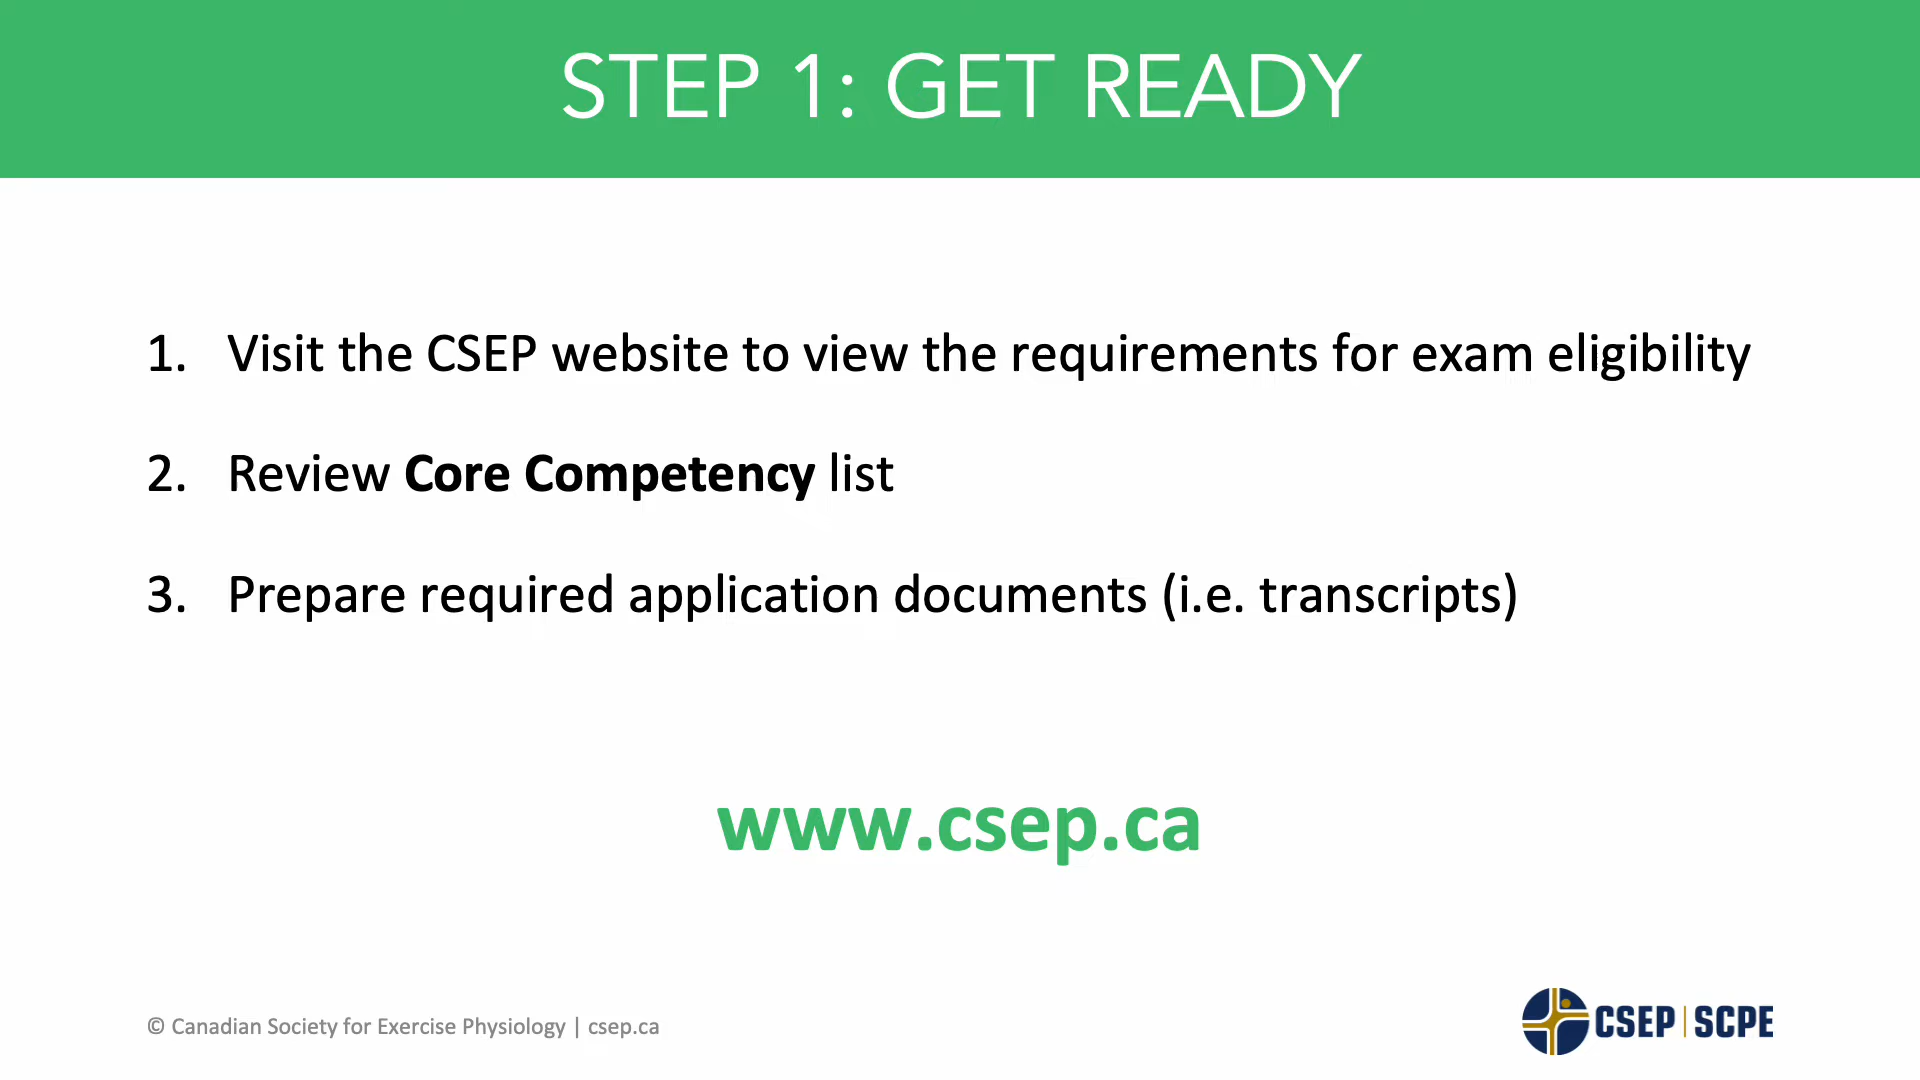 STEP 1: GET READY
1. Visit the CSEP website to view the requirements for exam eligibility
2. Review Core Competency list
3. Prepare required application documents (i.e. transcripts)
www.csep.ca
© Canadian Society for Exercise Physiology | csep.ca
CSEP | SCPE